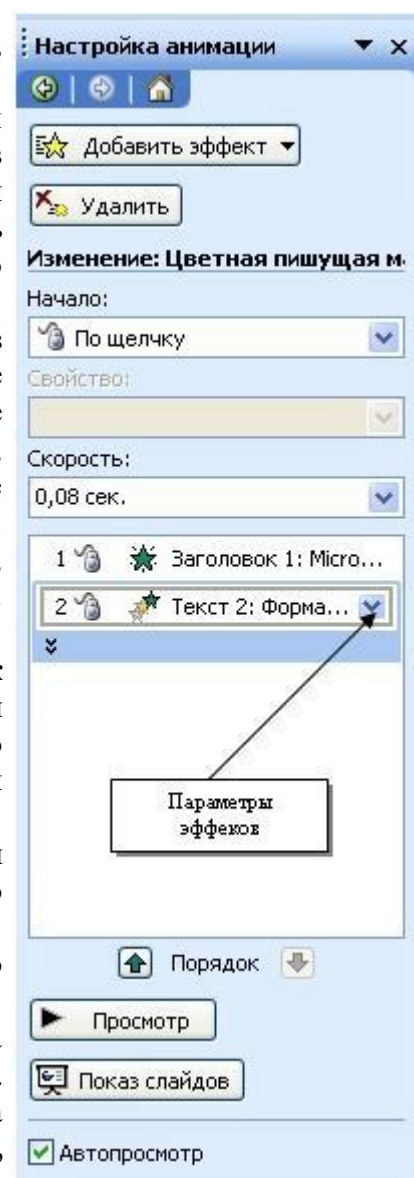 Настройка анимации
Добавить эффект
Удалить
Изменение: Цветная пишущая м
Начало:
По щелчку
Свойство:
Скорость:
0,08 сек.
1 Заголовок 1: Micro...
2 Текст 2: Форма...
Параметры
эффеков
Порядок
Просмотр
Показ слайдов
Автопросмотр